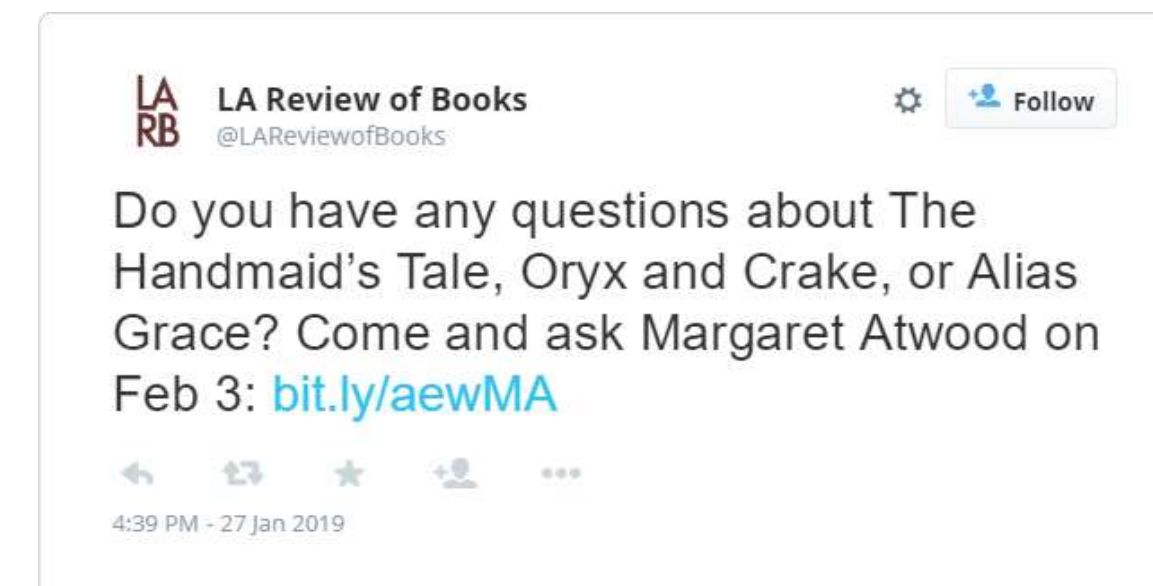 LA
RB
LA Review of Books
@LAReviewofBooks
Follow
Do you have any questions about The
Handmaid’s Tale, Oryx and Crake, or Alias
Grace? Come and ask Margaret Atwood on
Feb 3: bit.ly/aewMA
4:39 PM - 27 Jan 2019